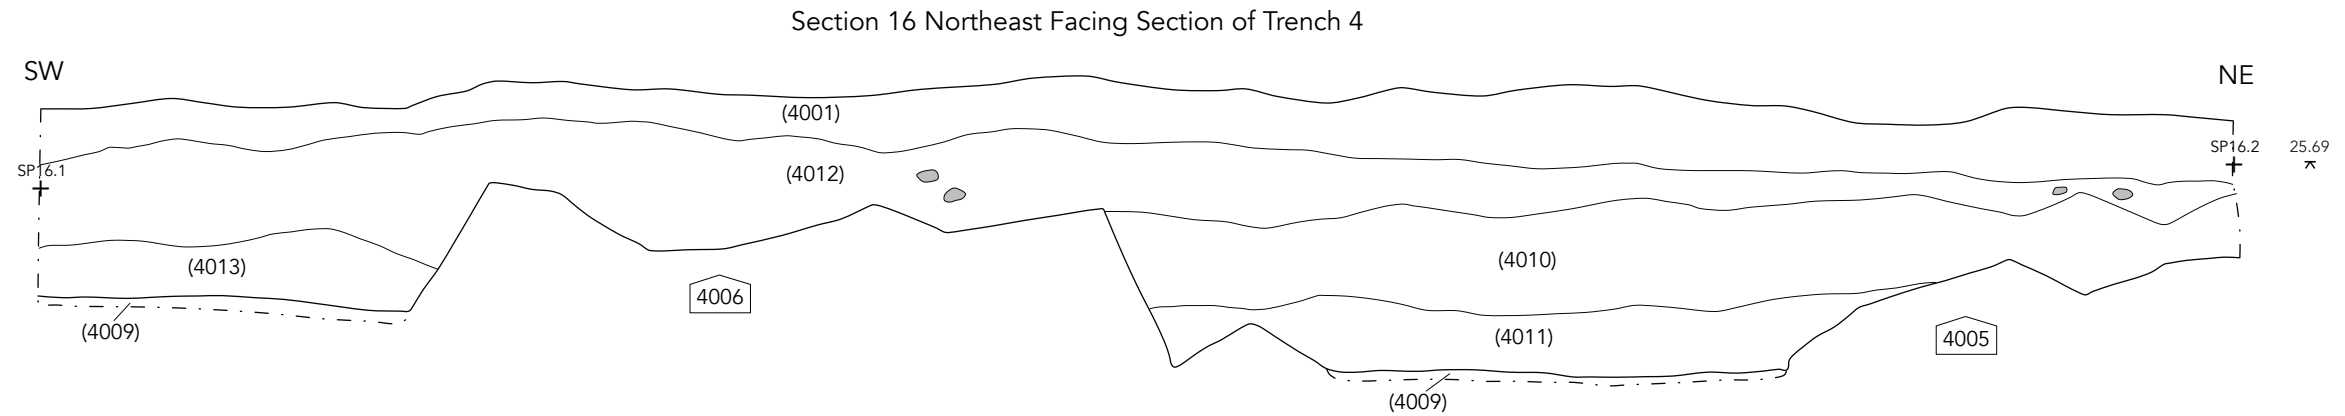 Section 16 Northeast Facing Section of Trench 4
SW
NE
(4001)
SP16.2
25.69
SP16.1
(4012)
(4013)
(4010)
4006
(4009)
(4011)
4005
(4009)